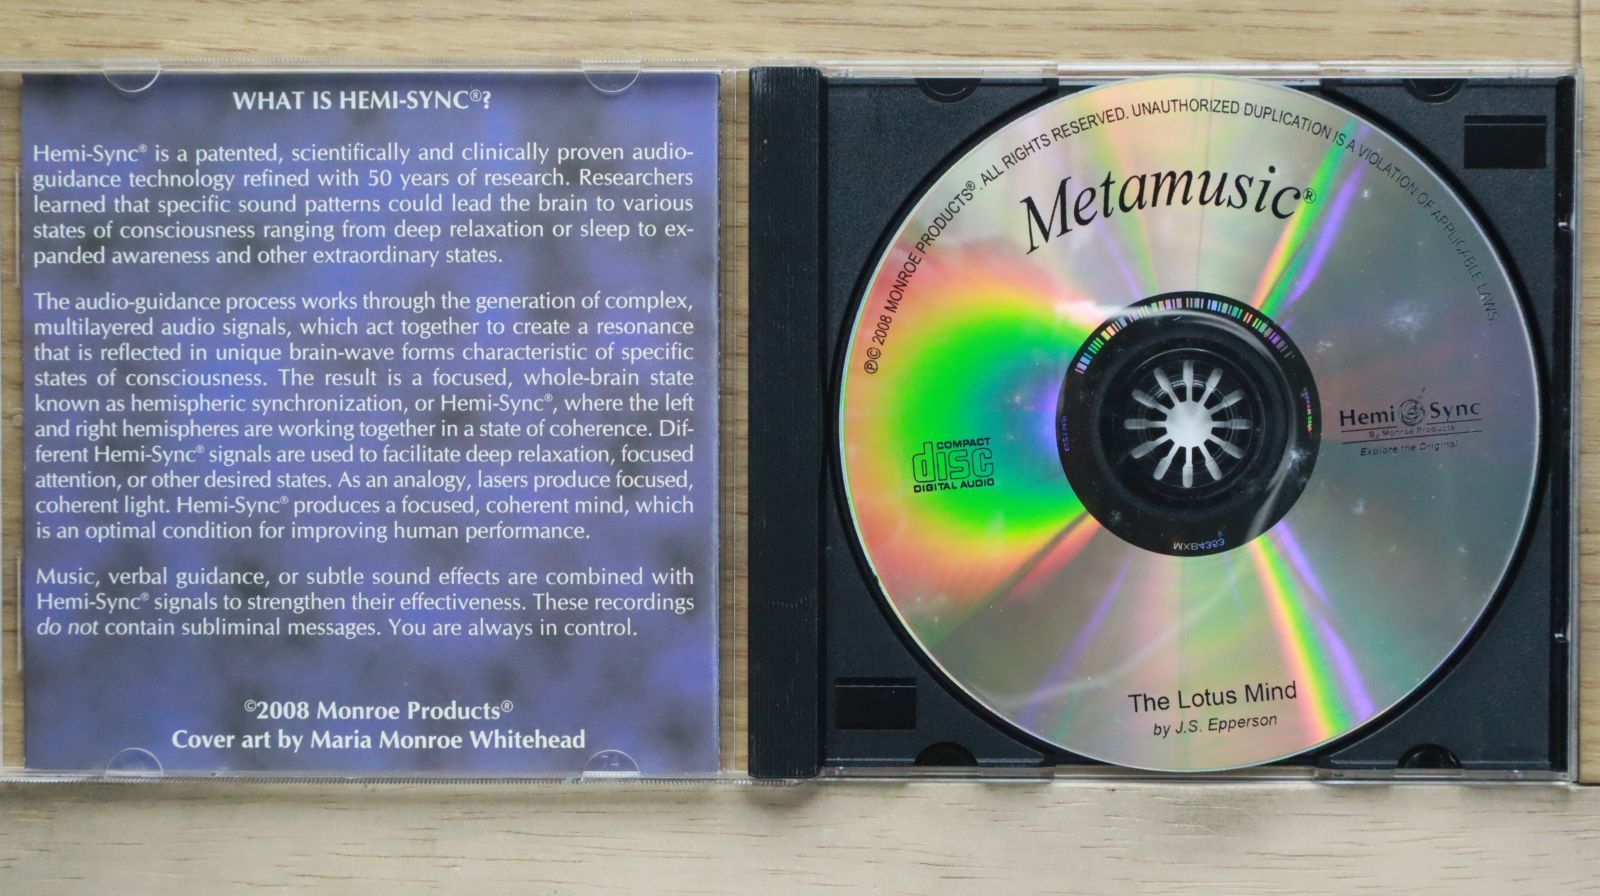 WHAT IS HEMI-SYNC®?
Hemi-Sync® is a patented, scientifically and clinically proven audio-
guidance technology refined with 50 years of research. Researchers
learned that specific sound patterns could lead the brain to various
states of consciousness ranging from deep relaxation or sleep to ex-
panded awareness and other extraordinary states.
The audio-guidance process works through the generation of complex,
multilayered audio signals, which act together to create a resonance
that is reflected in unique brain-wave forms characteristic of specific
states of consciousness. The result is a focused, whole-brain state
known as hemispheric synchronization, or Hemi-Sync®, where the left
and right hemispheres are working together in a state of coherence. Dif-
ferent Hemi-Sync® signals are used to facilitate deep relaxation, focused
attention, or other desired states. As an analogy, lasers produce focused,
coherent light. Hemi-Sync® produces a focused, coherent mind, which
is an optimal condition for improving human performance.
Music, verbal guidance, or subtle sound effects are combined with
Hemi-Sync® signals to strengthen their effectiveness. These recordings
do not contain subliminal messages. You are always in control.
©2008 Monroe Products®
Cover art by Maria Monroe Whitehead
℗© 2008 MONROE PRODUCTS®. ALL RIGHTS RESERVED. UNAUTHORIZED DUPLICATION IS A VIOLATION OF APPLICABLE LAWS.
Metamusic®
COMPACT
disc
DIGITAL AUDIO
Hemi Sync
By Monroe Products
Explore the Original
MXB4353
The Lotus Mind
by J.S. Epperson